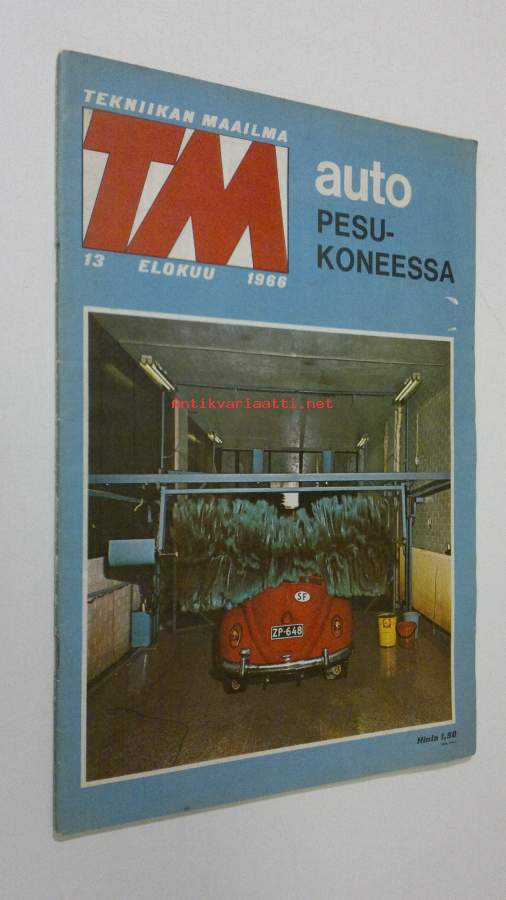 TEKNIIKAN MAAILMA
TM
13 ELOKUU 1966
auto
PESU-
KONEESSA
antikvariaatti.net
SF
ZP-648
Hinta 1,80